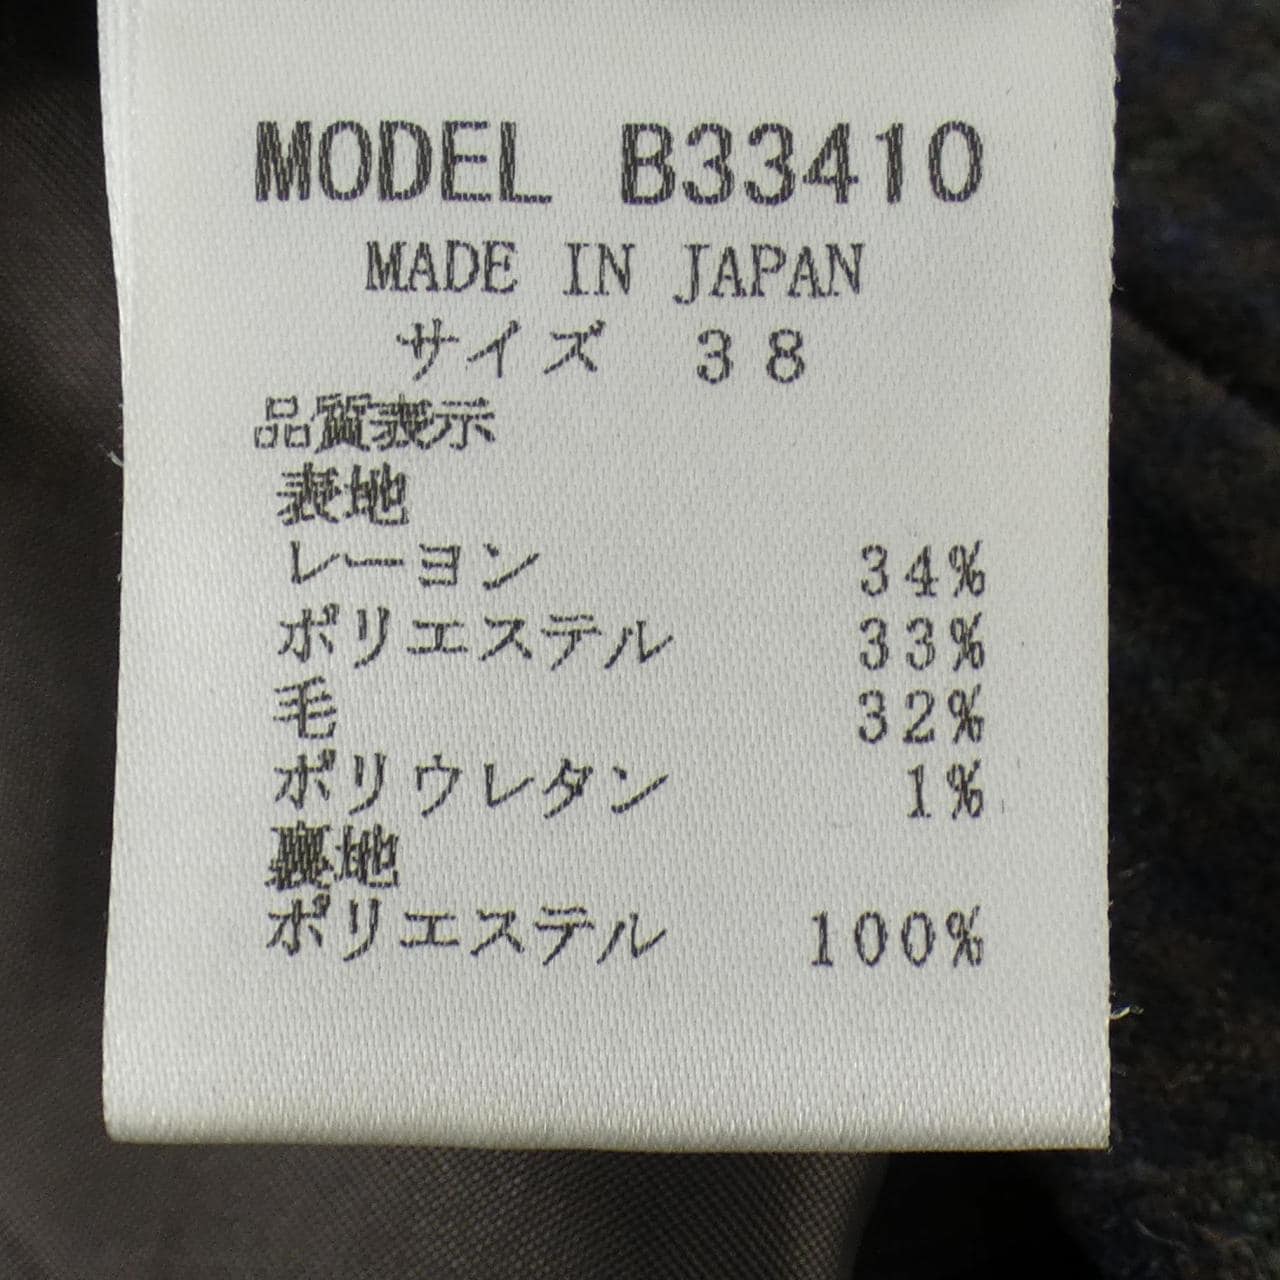 MODEL B33410
MADE IN JAPAN
サイズ 38
品質表示
表地
レーヨン 34%
ポリエステル 33%
毛 32%
ポリウレタン 1%
裏地
ポリエステル 100%